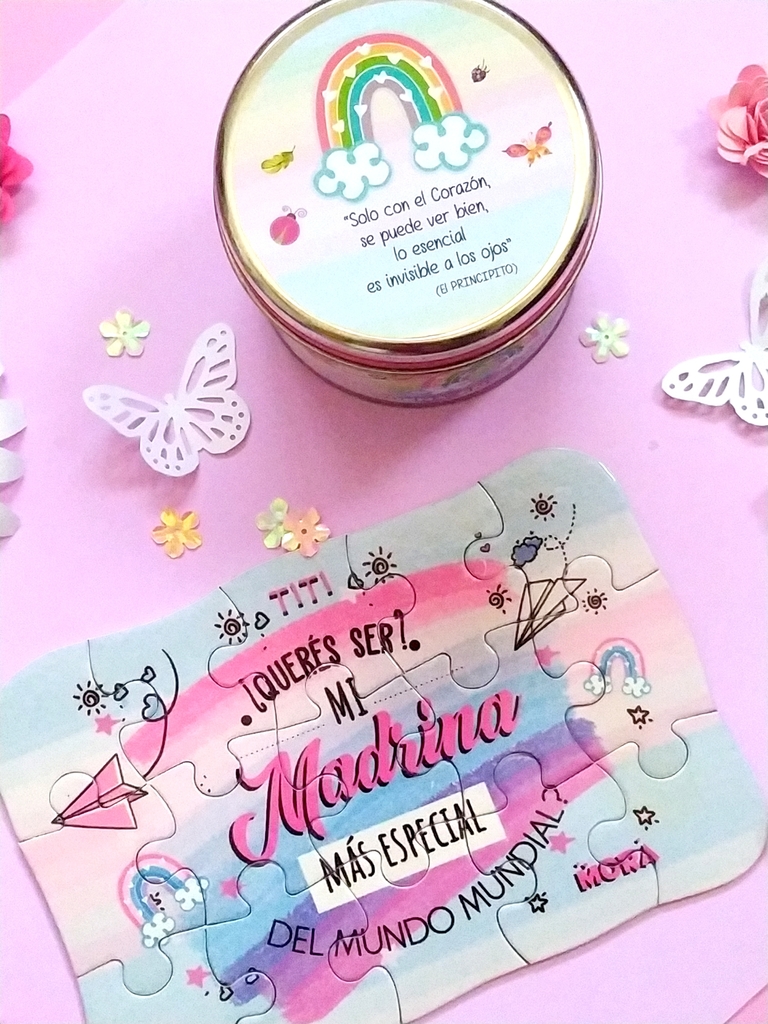 "Solo con el Corazón,
se puede ver bien,
lo esencial
es invisible a los ojos"
(El PRINCIPITO)
TITI
¿QUERÉS SER?
MI
Madrina
MÁS ESPECIAL
DEL MUNDO MUNDIAL?